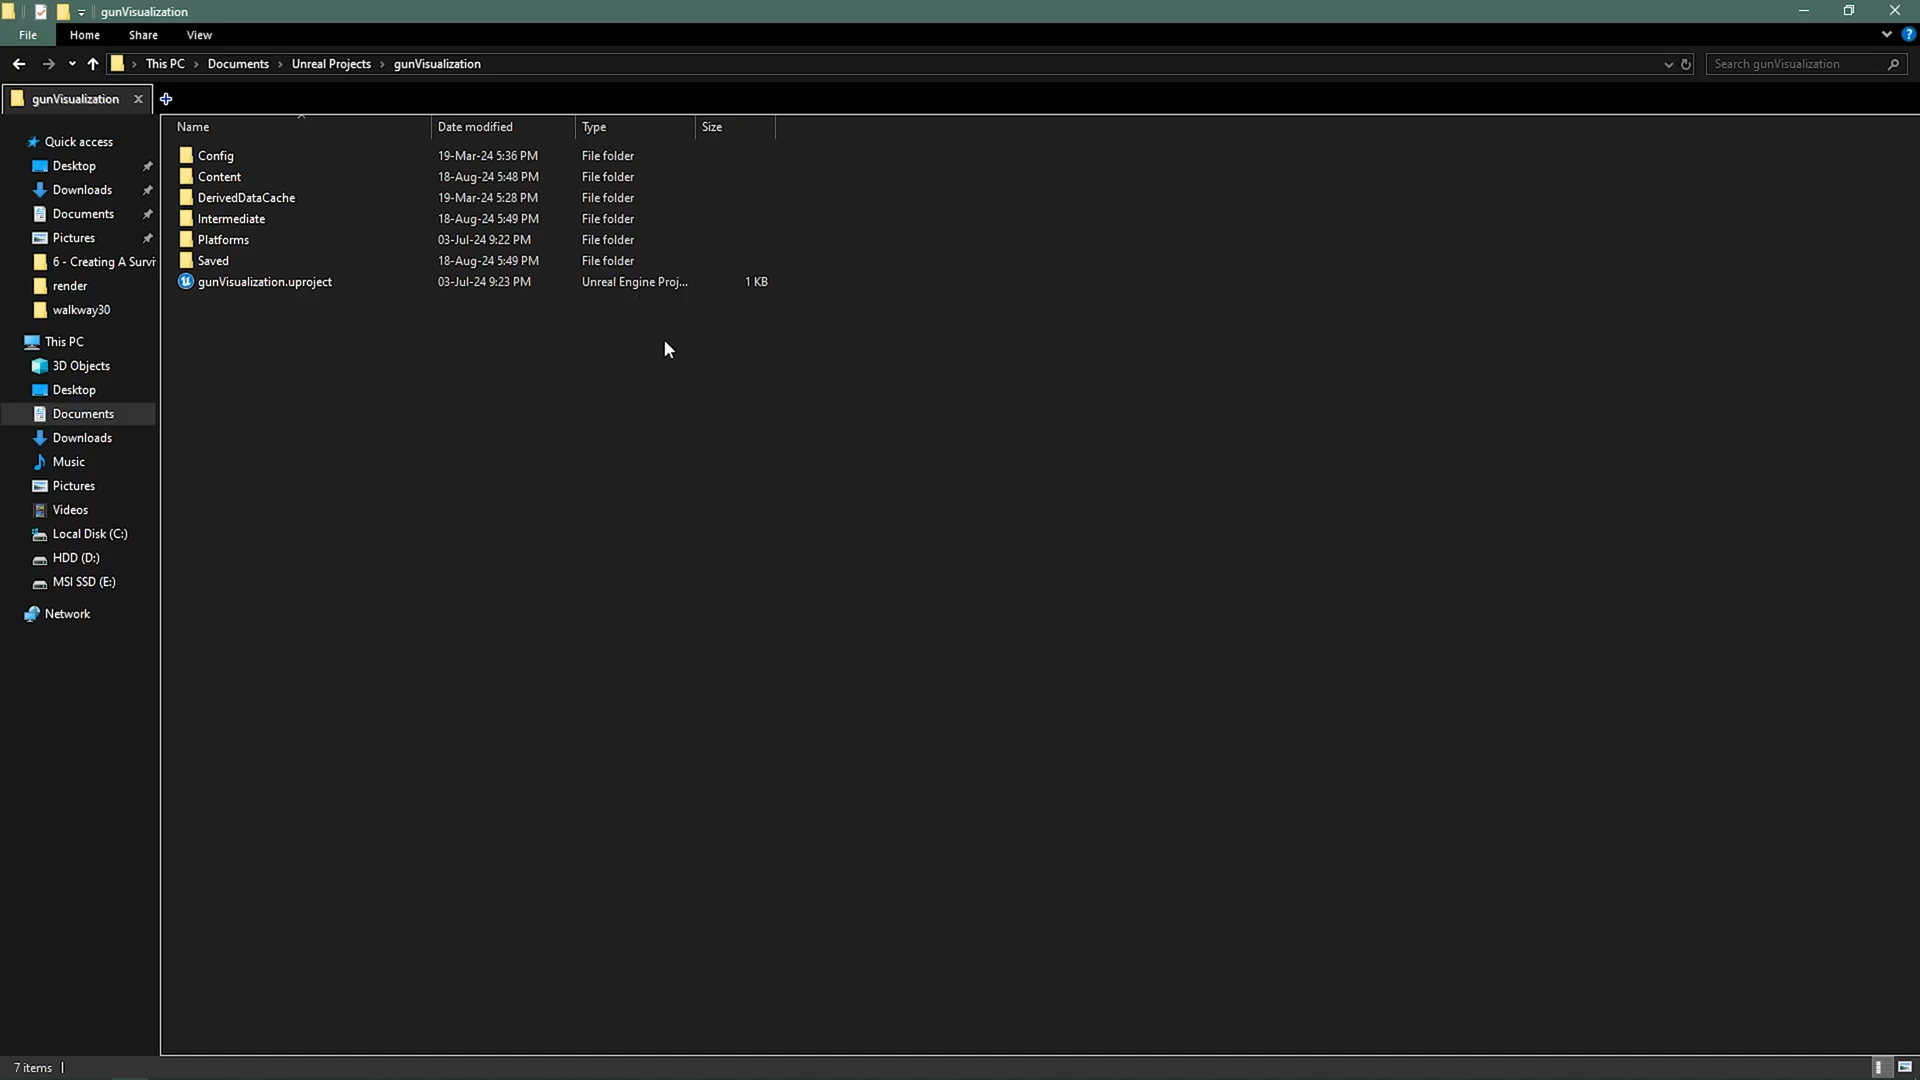 gunVisualization
File Home Share View
This PC Documents Unreal Projects gunVisualization
Search gunVisualization
gunVisualization
Name Date modified Type Size
Config 19-Mar-24 5:36 PM File folder
Content 18-Aug-24 5:48 PM File folder
DerivedDataCache 19-Mar-24 5:28 PM File folder
Intermediate 18-Aug-24 5:49 PM File folder
Platforms 03-Jul-24 9:22 PM File folder
Saved 18-Aug-24 5:49 PM File folder
gunVisualization.uproject 03-Jul-24 9:23 PM Unreal Engine Proj... 1 KB
Quick access
Desktop
Downloads
Documents
Pictures
6 - Creating A Survi
render
walkway30
This PC
3D Objects
Desktop
Documents
Downloads
Music
Pictures
Videos
Local Disk (C:)
HDD (D:)
MSI SSD (E:)
Network
7 items